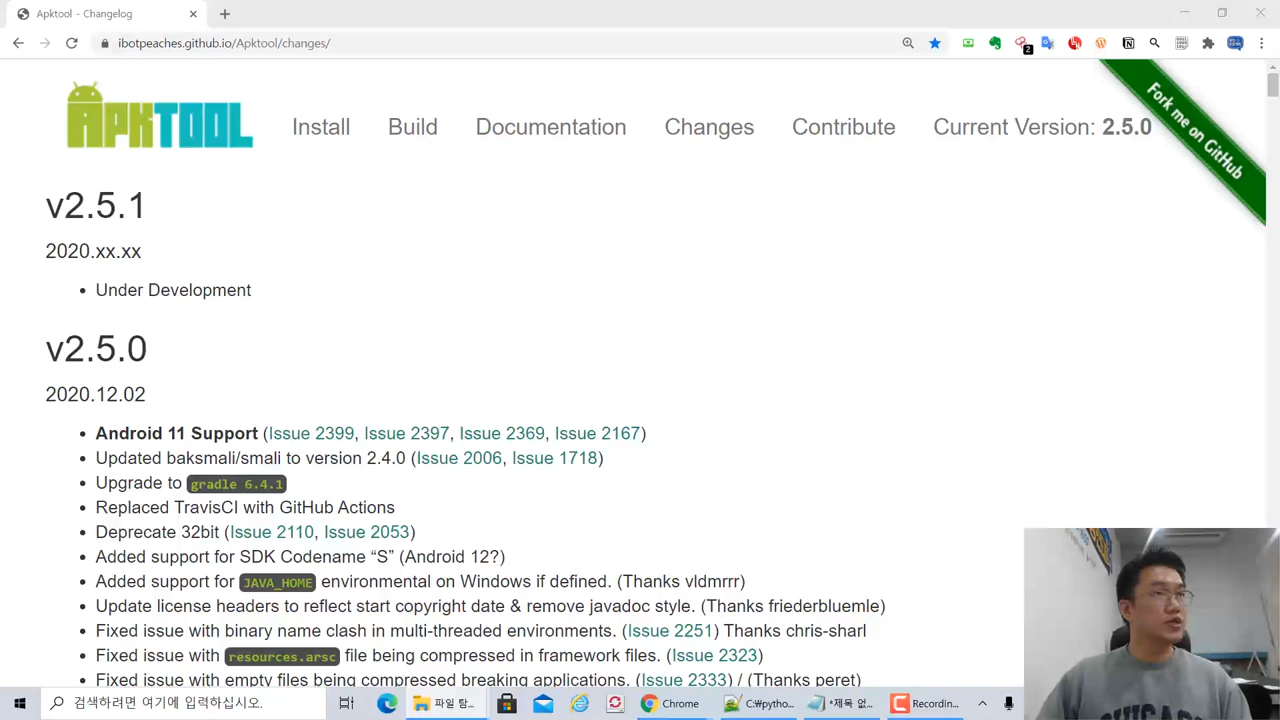 Apktool - Changelog
ibotpeaches.github.io/Apktool/changes/
2
APKTOOL
Install Build Documentation Changes Contribute Current Version: 2.5.0
Fork me on GitHub
v2.5.1
2020.xx.xx
• Under Development
v2.5.0
2020.12.02
• Android 11 Support (Issue 2399, Issue 2397, Issue 2369, Issue 2167)
• Updated baksmali/smali to version 2.4.0 (Issue 2006, Issue 1718)
• Upgrade to gradle 6.4.1
• Replaced TravisCI with GitHub Actions
• Deprecate 32bit (Issue 2110, Issue 2053)
• Added support for SDK Codename “S” (Android 12?)
• Added support for JAVA_HOME environmental on Windows if defined. (Thanks vldmrrr)
• Update license headers to reflect start copyright date & remove javadoc style. (Thanks friederbluemle)
• Fixed issue with binary name clash in multi-threaded environments. (Issue 2251) Thanks chris-sharl
• Fixed issue with resources.arsc file being compressed in framework files. (Issue 2323)
• Fixed issue with empty files being compressed breaking applications. (Issue 2333) / (Thanks peret)
검색하려면 여기에 입력하십시오.
파일 탐...
Chrome
C:\pytho...
*제목 없...
Recordin...